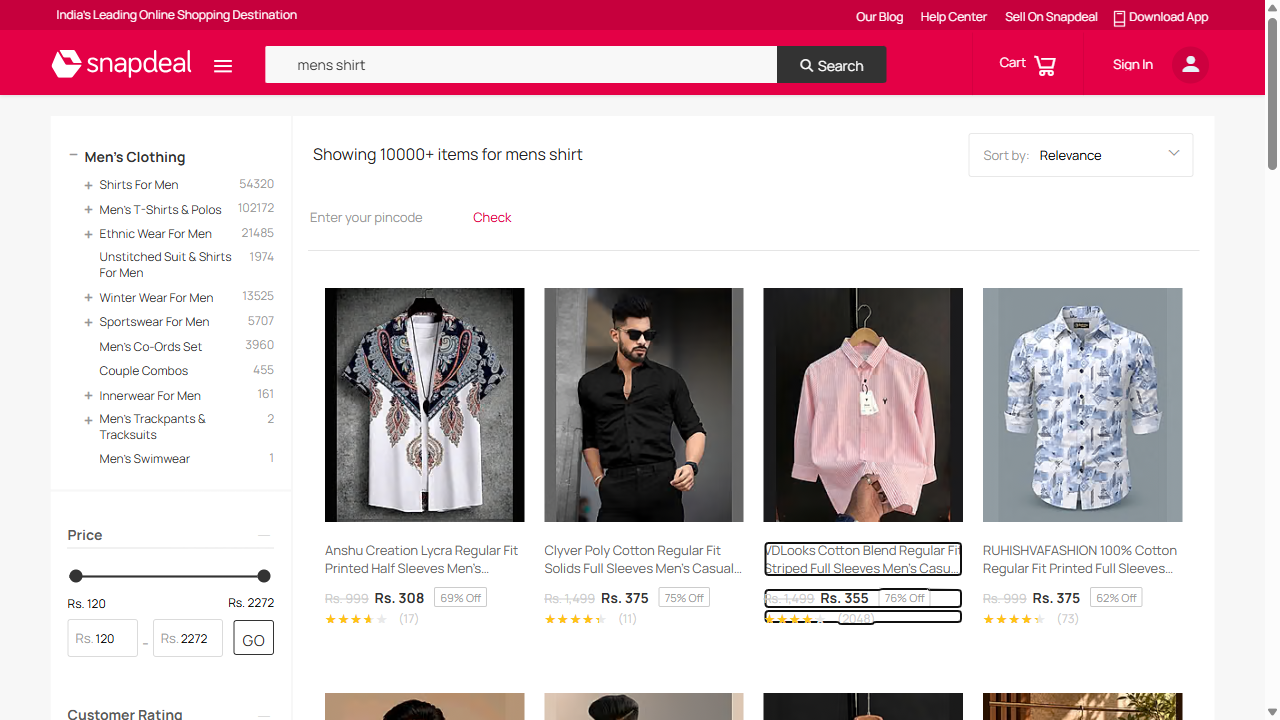 India's Leading Online Shopping Destination
Our Blog
Help Center
Sell On Snapdeal
Download App
snapdeal
mens shirt
Search
Cart
Sign In
Men's Clothing
Shirts For Men 54320
Men's T-Shirts & Polos 102172
Ethnic Wear For Men 21485
Unstitched Suit & Shirts 1974
For Men
Winter Wear For Men 13525
Sportswear For Men 5707
Men's Co-Ords Set 3960
Couple Combos 455
Innerwear For Men 161
Men's Trackpants & 2
Tracksuits
Men's Swimwear 1
Price
Rs. 120 Rs. 2272
Rs. 120 - Rs. 2272 GO
Customer Rating
Showing 10000+ items for mens shirt
Sort by: Relevance
Enter your pincode Check
Anshu Creation Lycra Regular Fit
Printed Half Sleeves Men's...
Rs. 999 Rs. 308 69% Off
(17)
Clyver Poly Cotton Regular Fit
Solids Full Sleeves Men's Casual...
Rs. 1,499 Rs. 375 75% Off
(11)
VDLooks Cotton Blend Regular Fit
Striped Full Sleeves Men's Casu...
Rs. 1,499 Rs. 355 76% Off
(2048)
RUHISHVAFASHION 100% Cotton
Regular Fit Printed Full Sleeves...
Rs. 999 Rs. 375 62% Off
(73)